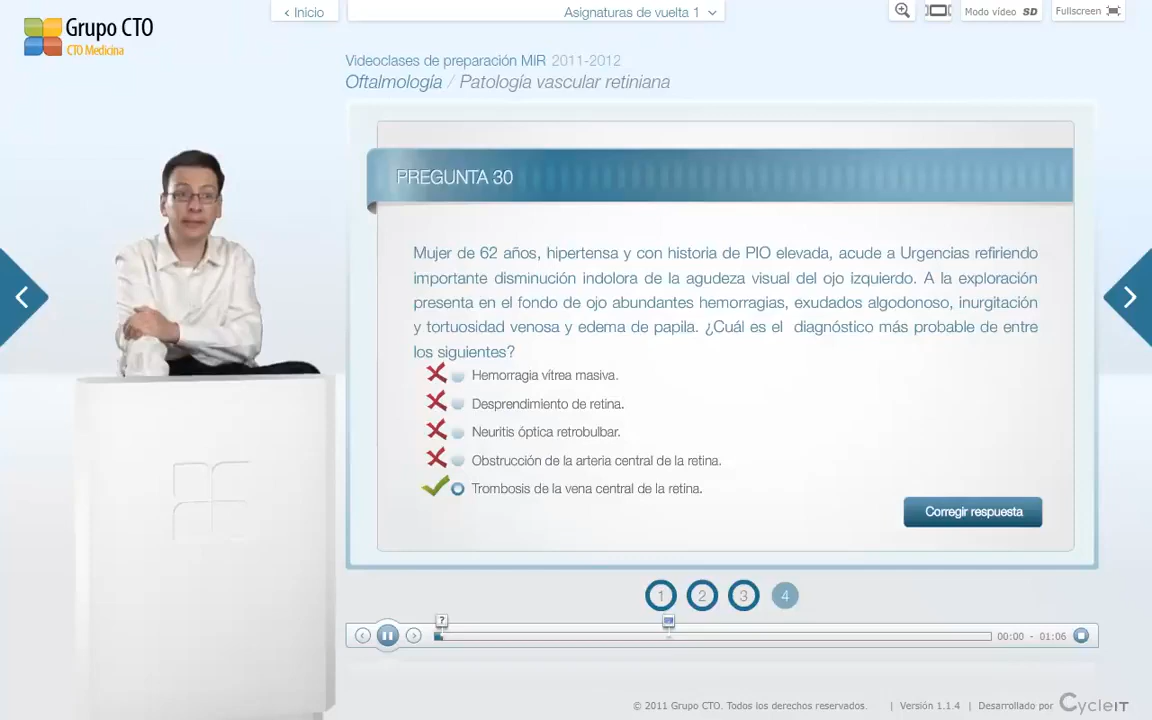 Grupo CTO
CTO Medicina
‹ Inicio
Asignaturas de vuelta 1
Modo vídeo SD
Fullscreen
Videoclases de preparación MIR 2011-2012
Oftalmología / Patología vascular retiniana
PREGUNTA 30
Mujer de 62 años, hipertensa y con historia de PIO elevada, acude a Urgencias refiriendo
importante disminución indolora de la agudeza visual del ojo izquierdo. A la exploración
presenta en el fondo de ojo abundantes hemorragias, exudados algodonoso, inurgitación
y tortuosidad venosa y edema de papila. ¿Cuál es el diagnóstico más probable de entre
los siguientes?
Hemorragia vítrea masiva.
Desprendimiento de retina.
Neuritis óptica retrobulbar.
Obstrucción de la arteria central de la retina.
Trombosis de la vena central de la retina.
Corregir respuesta
1 2 3 4
?
00:00 - 01:06
© 2011 Grupo CTO. Todos los derechos reservados. | Versión 1.1.4 | Desarrollado por CycleIT